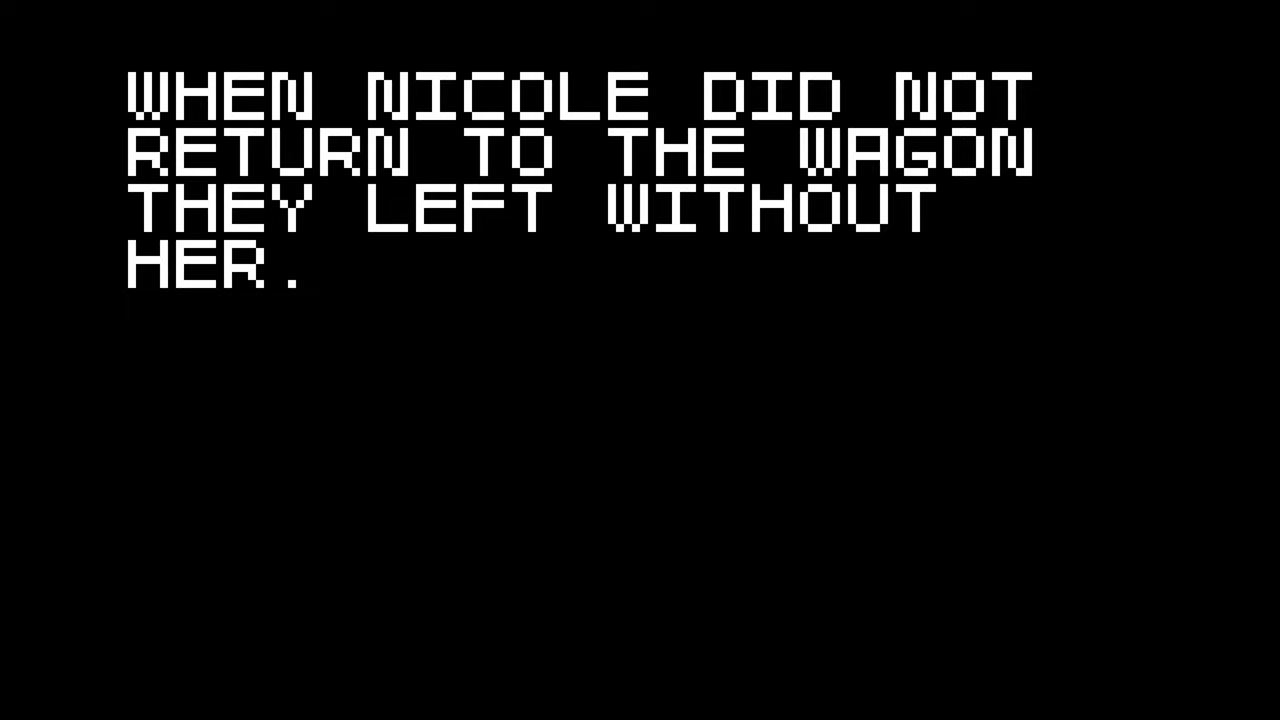 WHEN NICOLE DID NOT
RETURN TO THE WAGON
THEY LEFT WITHOUT
HER.